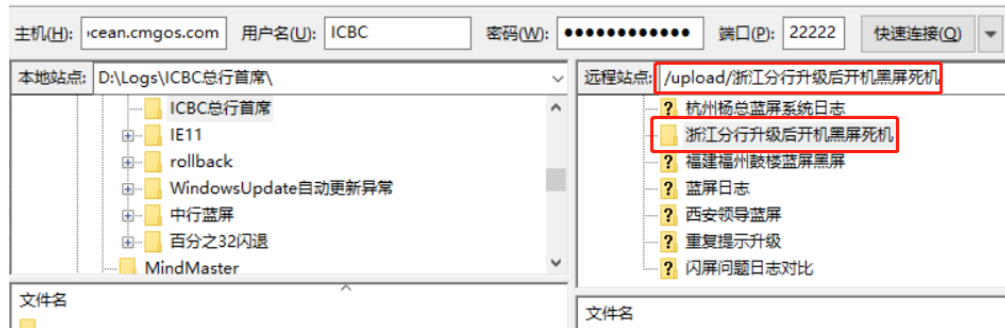 主机(H): cean.cmgos.com 用户名(U): ICBC 密码(W): ●●●●●●●●●●●● 端口(P): 22222 快速连接(Q)
本地站点: D:\Logs\ICBC总行首席\
ICBC总行首席
IE11
rollback
WindowsUpdate自动更新异常
中行蓝屏
百分之32闪退
MindMaster
文件名
远程站点: /upload/浙江分行升级后开机黑屏死机
杭州杨总蓝屏系统日志
浙江分行升级后开机黑屏死机
福建福州鼓楼蓝屏黑屏
蓝屏日志
西安领导蓝屏
重复提示升级
闪屏问题日志对比
文件名